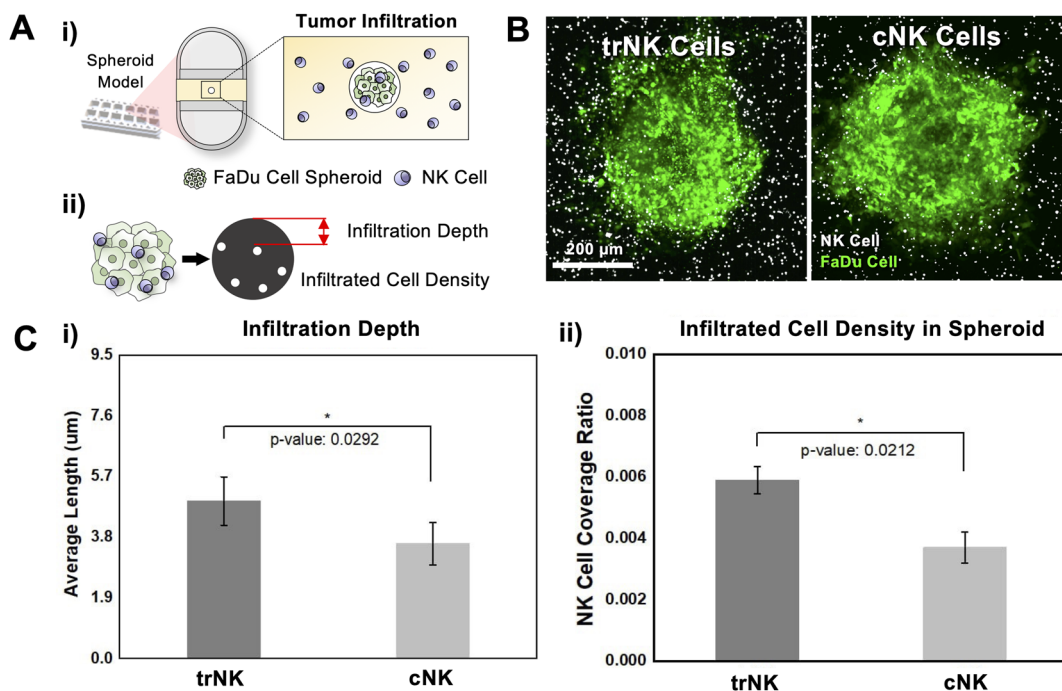 A
i)
Tumor Infiltration
Spheroid
Model
FaDu Cell Spheroid
NK Cell
ii)
Infiltration Depth
Infiltrated Cell Density
B
trNK Cells
cNK Cells
200 µm
NK Cell
FaDu Cell
C
i)
Infiltration Depth
Average Length (um)
9.5
7.6
5.7
3.8
1.9
0.0
*
p-value: 0.0292
trNK
cNK
ii)
Infiltrated Cell Density in Spheroid
NK Cell Coverage Ratio
0.010
0.008
0.006
0.004
0.002
0.000
*
p-value: 0.0212
trNK
cNK